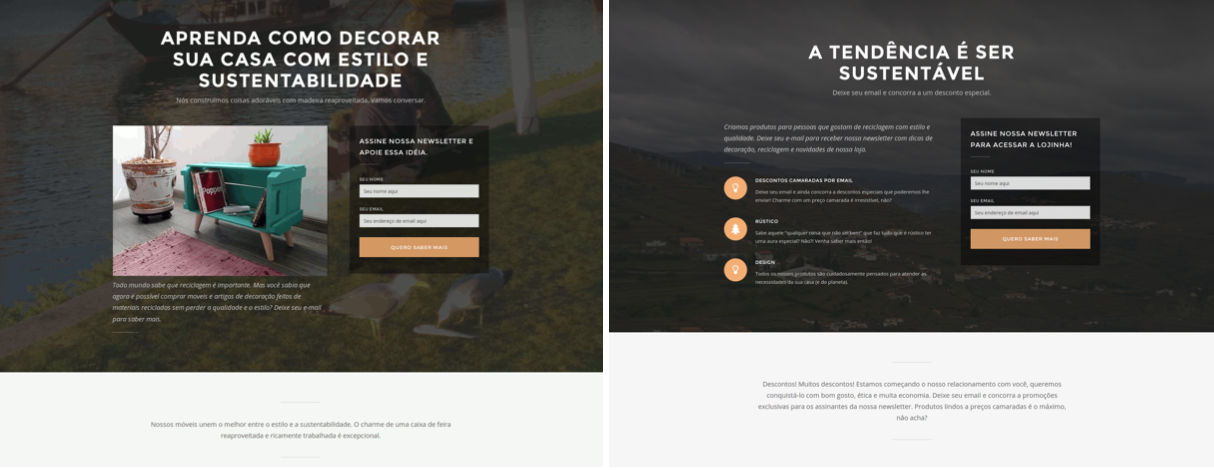 APRENDA COMO DECORAR
SUA CASA COM ESTILO E
SUSTENTABILIDADE
Nós construímos coisas adoráveis com madeira reaproveitada. Vamos conversar.
Popper
ASSINE NOSSA NEWSLETTER E
APOIE ESSA IDÉIA.
SEU NOME
Seu nome aqui
SEU EMAIL
Seu endereço de email aqui
QUERO SABER MAIS
Todo mundo sabe que reciclagem é importante. Mas você sabia que
agora é possível comprar moveis e artigos de decoração feitos de
materiais reciclados sem perder a qualidade e o estilo? Deixe seu e-mail
para saber mais.
Nossos móveis unem o melhor entre o estilo e a sustentabilidade. O charme de uma caixa de feira
reaproveitada e ricamente trabalhada é excepcional.
A TENDÊNCIA É SER
SUSTENTÁVEL
Deixe seu email e concorra a um desconto especial.
Criamos produtos para pessoas que gostam de reciclagem com estilo e
qualidade. Deixe seu e-mail para receber nossa newsletter com dicas de
decoração, reciclagem e novidades de nossa loja.
DESCONTOS CAMARADAS POR EMAIL
Deixe seu email e ainda concorra a descontos especiais que poderemos lhe
enviar! Charme com um preço camarada é irresistível, não?
RÚSTICO
Sabe aquele "qualquer coisa que não sei bem" que faz tudo que é rústico ter
uma aura especial? Não?! Venha saber mais então!
DESIGN
Todos os nossos produtos são cuidadosamente pensados para atender as
necessidades da sua casa (e do planeta).
ASSINE NOSSA NEWSLETTER
PARA ACESSAR A LOJINHA!
SEU NOME
Seu nome aqui
SEU EMAIL
Seu endereço de email aqui
QUERO SABER MAIS
Descontos! Muitos descontos! Estamos começando o nosso relacionamento com você, queremos
conquistá-lo com bom gosto, ética e muita economia. Deixe seu email e concorra a promoções
exclusivas para os assinantes da nossa newsletter. Produtos lindos a preços camaradas é o máximo,
não acha?